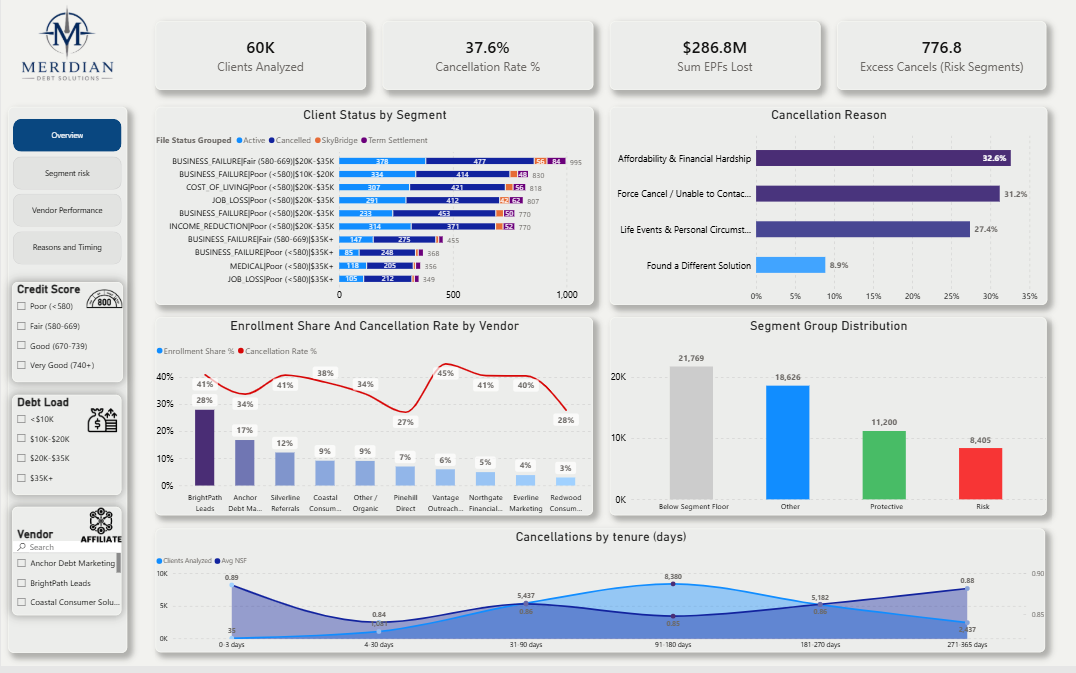 MERIDIAN
DEBT SOLUTIONS
60K
Clients Analyzed
37.6%
Cancellation Rate %
$286.8M
Sum EPFs Lost
776.8
Excess Cancels (Risk Segments)
Overview
Segment risk
Vendor Performance
Reasons and Timing
Credit Score
800
Poor (<580)
Fair (580-669)
Good (670-739)
Very Good (740+)
Debt Load
<$10K
$10K-$20K
$20K-$35K
$35K+
Vendor
AFFILIATE
Search
Anchor Debt Marketing
BrightPath Leads
Coastal Consumer Solu...
Client Status by Segment
File Status Grouped Active Cancelled SkyBridge Term Settlement
BUSINESS_FAILURE|Fair (580-669)|$20K-$35K 378 477 56 84 995
BUSINESS_FAILURE|Poor (<580)|$10K-$20K 334 414 48 830
COST_OF_LIVING|Poor (<580)|$20K-$35K 307 421 56 818
JOB_LOSS|Poor (<580)|$20K-$35K 291 412 42 62 807
BUSINESS_FAILURE|Poor (<580)|$20K-$35K 233 453 50 770
INCOME_REDUCTION|Poor (<580)|$20K-$35K 314 371 52 770
BUSINESS_FAILURE|Fair (580-669)|$35K+ 147 275 455
BUSINESS_FAILURE|Poor (<580)|$35K+ 85 248 368
MEDICAL|Poor (<580)|$35K+ 118 205 356
JOB_LOSS|Poor (<580)|$35K+ 105 212 349
0 500 1,000
Cancellation Reason
Affordability & Financial Hardship 32.6%
Force Cancel / Unable to Contac... 31.2%
Life Events & Personal Circumst... 27.4%
Found a Different Solution 8.9%
0% 5% 10% 15% 20% 25% 30% 35%
Enrollment Share And Cancellation Rate by Vendor
Enrollment Share % Cancellation Rate %
40%
30%
20%
10%
0%
41% 34% 41% 38% 34% 27% 45% 41% 40% 28%
28% 17% 12% 9% 9% 7% 6% 5% 4% 3%
BrightPath Anchor Silverline Coastal Other / Pinehill Vantage Northgate Everline Redwood
Leads Debt Ma... Referrals Consum... Organic Direct Outreach... Financial... Marketing Consum...
Segment Group Distribution
20K
10K
0K
21,769
18,626
11,200
8,405
Below Segment Floor Other Protective Risk
Cancellations by tenure (days)
Clients Analyzed Avg NSF
10K
5K
0K
0.90
0.85
0.89 0.84 5,437 8,380 5,182 0.88
2,437
0-3 days 4-30 days 31-90 days 91-180 days 181-270 days 271-365 days